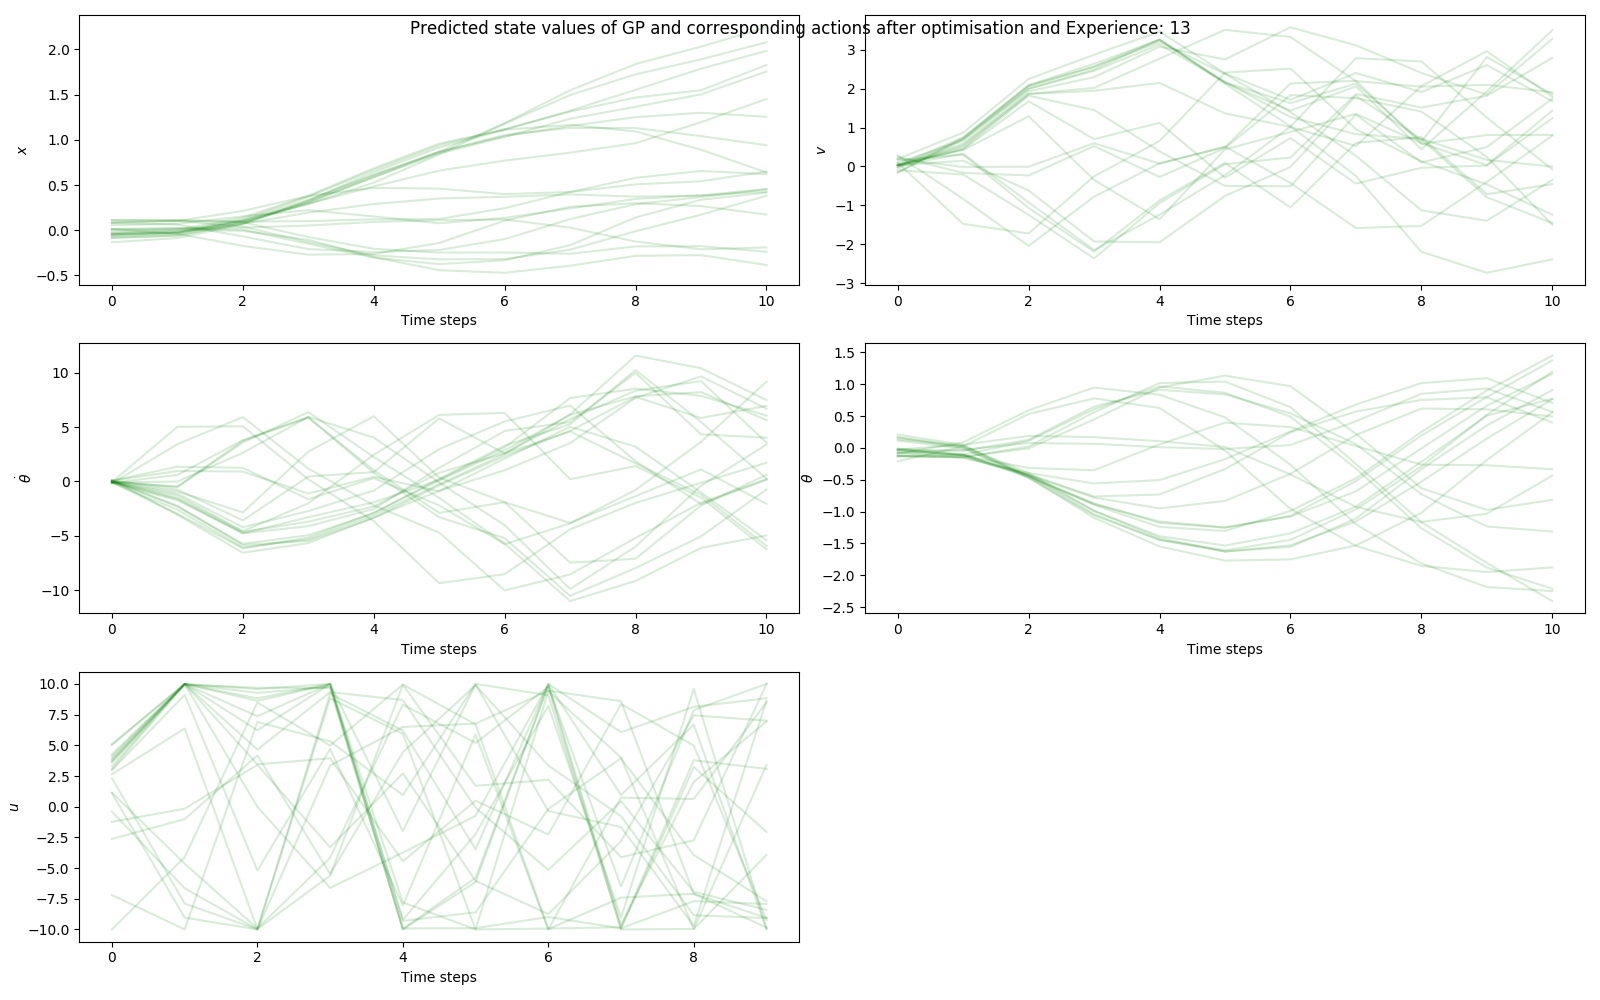 Predicted state values of GP and corresponding actions after optimisation and Experience: 13
2.0
1.5
1.0
0.5
0.0
−0.5
x
0 2 4 6 8 10
Time steps
3
2
1
0
−1
−2
−3
v
0 2 4 6 8 10
Time steps
10
5
0
−5
−10
θ̇
0 2 4 6 8 10
Time steps
1.5
1.0
0.5
0.0
−0.5
−1.0
−1.5
−2.0
−2.5
θ
0 2 4 6 8 10
Time steps
10.0
7.5
5.0
2.5
0.0
−2.5
−5.0
−7.5
−10.0
u
0 2 4 6 8
Time steps